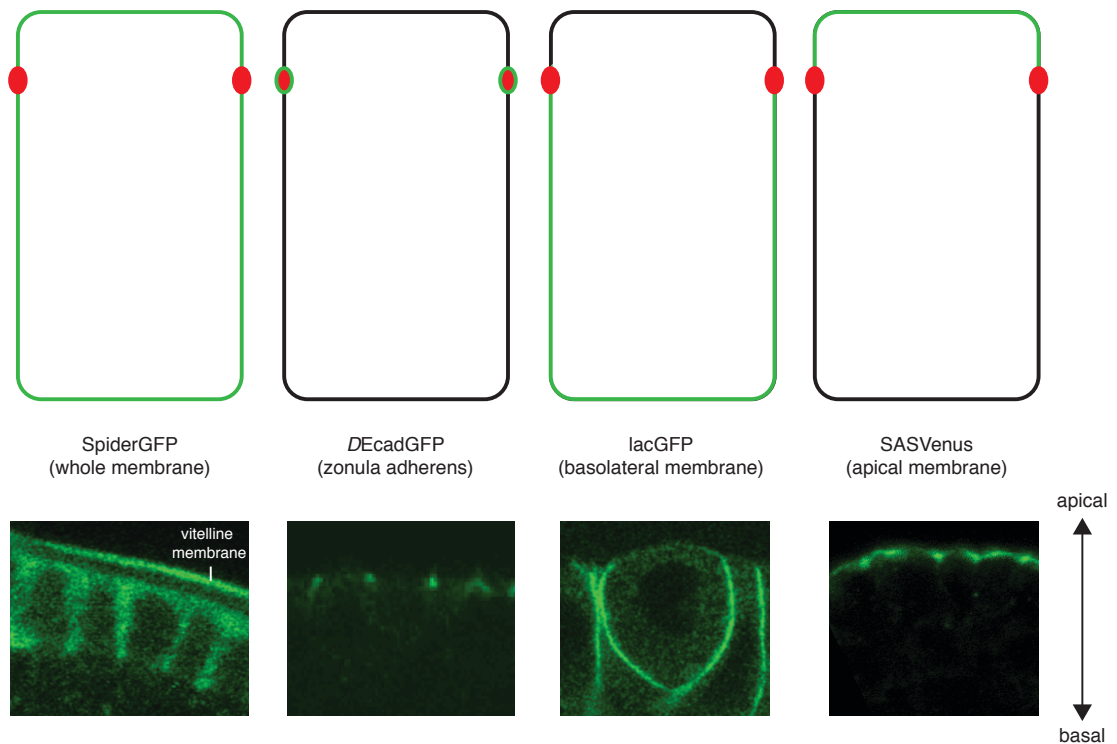 SpiderGFP
(whole membrane)
DEcadGFP
(zonula adherens)
lacGFP
(basolateral membrane)
SASVenus
(apical membrane)
vitelline
membrane
apical
basal